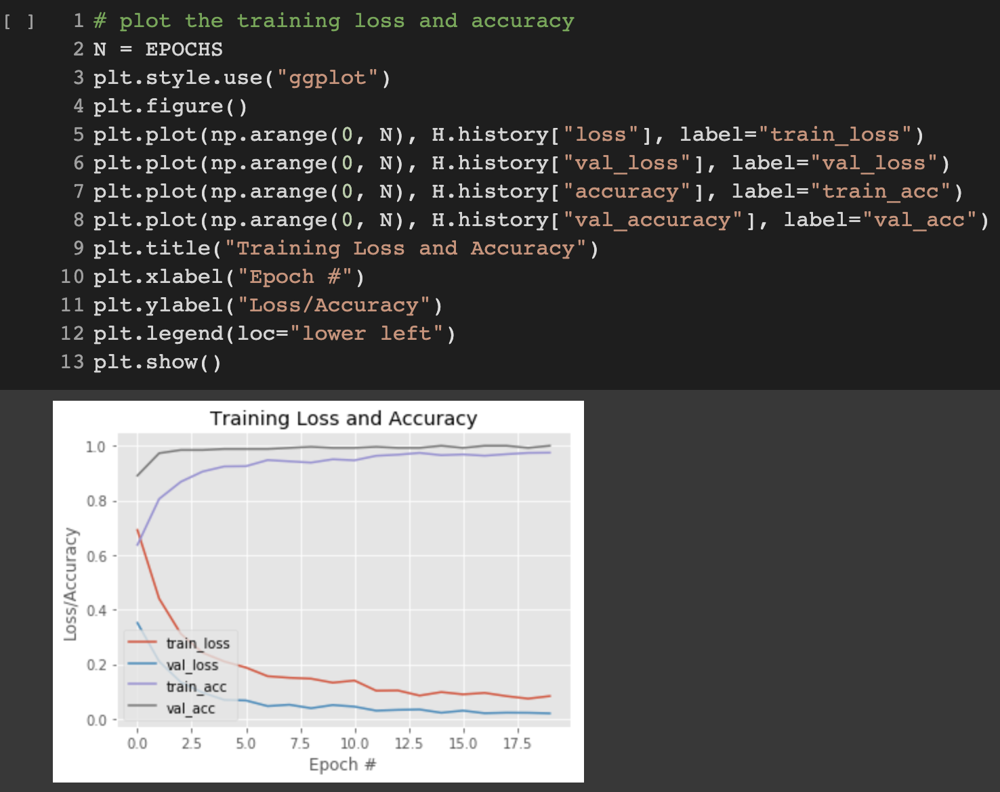 [ ] 1 # plot the training loss and accuracy
2 N = EPOCHS
3 plt.style.use("ggplot")
4 plt.figure()
5 plt.plot(np.arange(0, N), H.history["loss"], label="train_loss")
6 plt.plot(np.arange(0, N), H.history["val_loss"], label="val_loss")
7 plt.plot(np.arange(0, N), H.history["accuracy"], label="train_acc")
8 plt.plot(np.arange(0, N), H.history["val_accuracy"], label="val_acc")
9 plt.title("Training Loss and Accuracy")
10 plt.xlabel("Epoch #")
11 plt.ylabel("Loss/Accuracy")
12 plt.legend(loc="lower left")
13 plt.show()
Training Loss and Accuracy
Loss/Accuracy
1.0
0.8
0.6
0.4
0.2
0.0
train_loss
val_loss
train_acc
val_acc
0.0 2.5 5.0 7.5 10.0 12.5 15.0 17.5
Epoch #